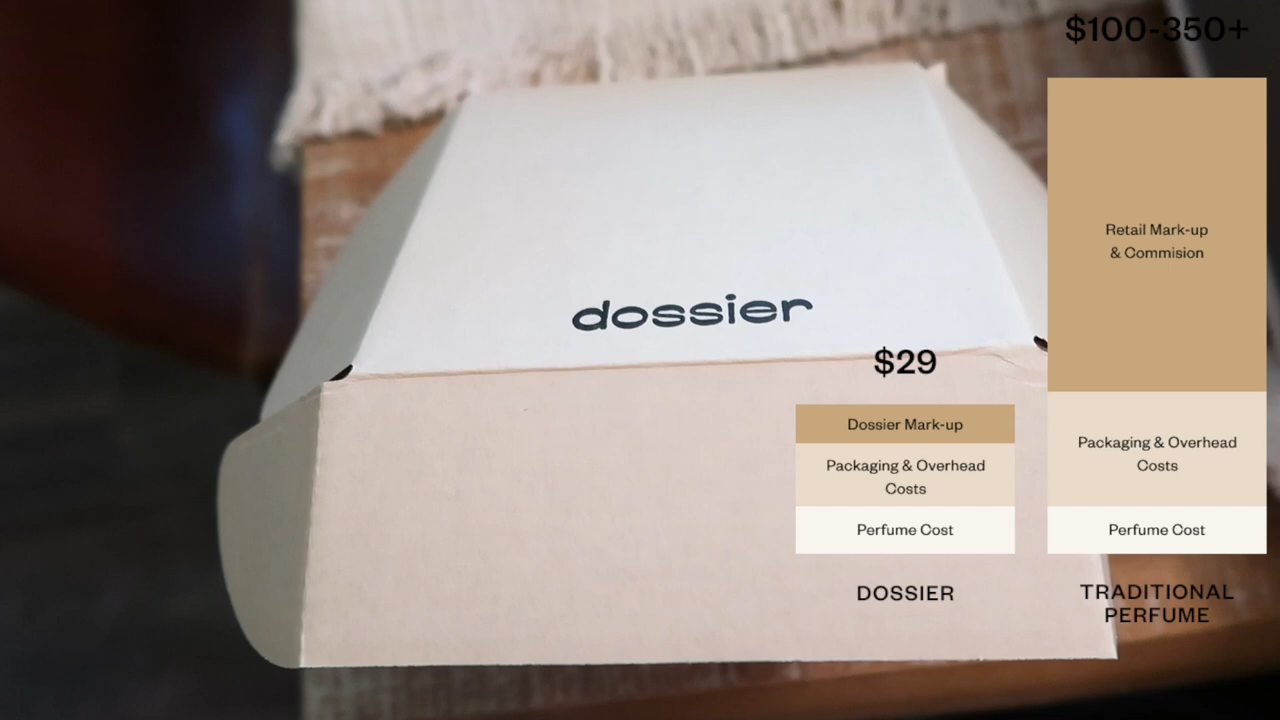 $100-350+
Retail Mark-up
& Commision
dossier
$29
Dossier Mark-up
Packaging & Overhead
Costs
Perfume Cost
DOSSIER
Packaging & Overhead
Costs
Perfume Cost
TRADITIONAL
PERFUME